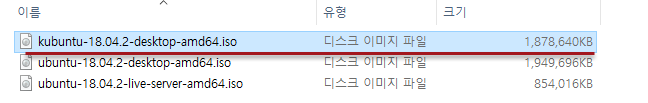 이름 유형 크기
kubuntu-18.04.2-desktop-amd64.iso 디스크 이미지 파일 1,878,640KB
ubuntu-18.04.2-desktop-amd64.iso 디스크 이미지 파일 1,949,696KB
ubuntu-18.04.2-live-server-amd64.iso 디스크 이미지 파일 854,016KB